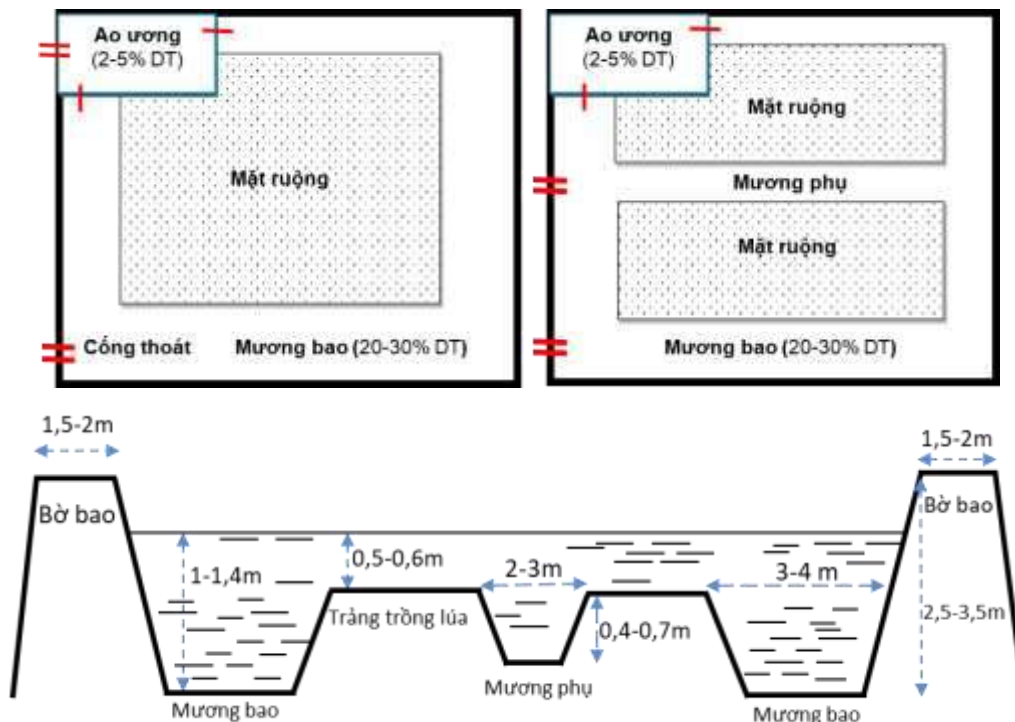 Ao ương
(2-5% DT)
Mặt ruộng
Cống thoát
Mương bao (20-30% DT)
Ao ương
(2-5% DT)
Mặt ruộng
Mương phụ
Mặt ruộng
Mương bao (20-30% DT)
1,5-2m
1,5-2m
Bờ bao
Bờ bao
1-1,4m
0,5-0,6m
2-3m
3-4 m
Trảng trồng lúa
0,4-0,7m
2,5-3,5m
Mương bao
Mương phụ
Mương bao